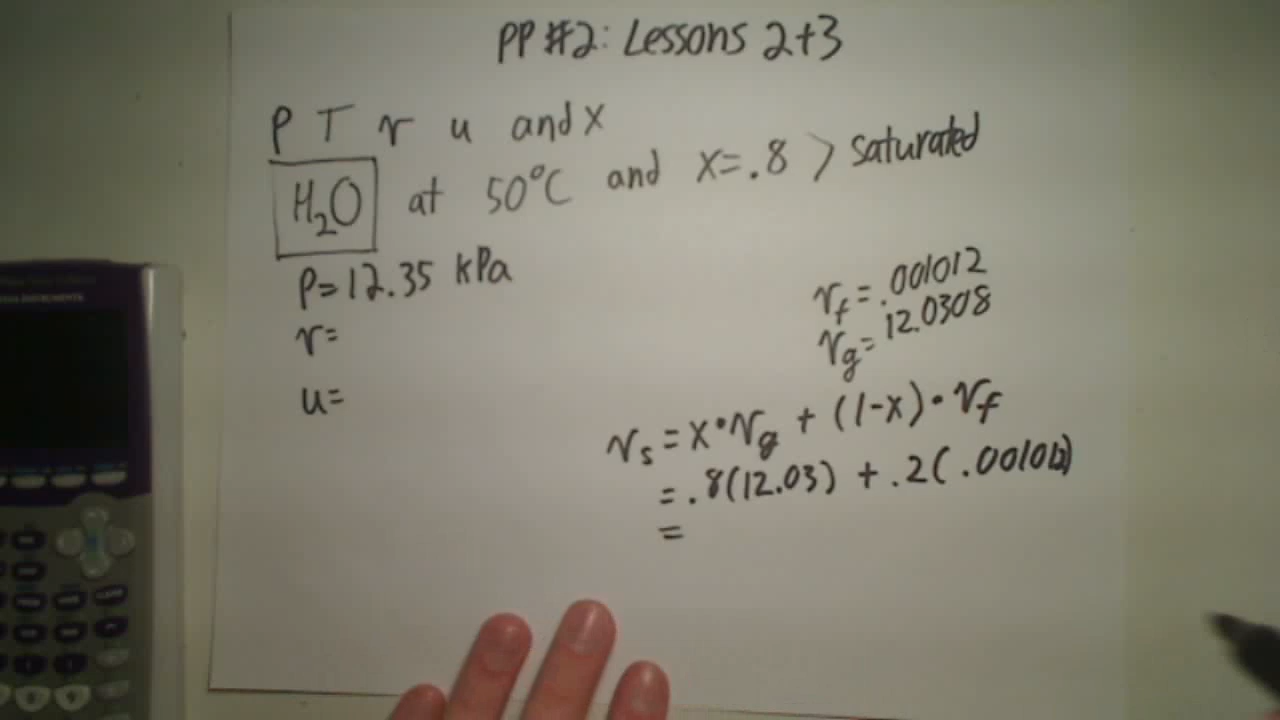 PP #2: Lessons 2+3
P T v u and x
H₂O at 50°C and x=.8 > saturated
P=12.35 kPa
v=
u=
vf = .001012
vg = 12.0308
vs = x•vg + (1-x)•vf
= .8(12.03) + .2(.001012)
=